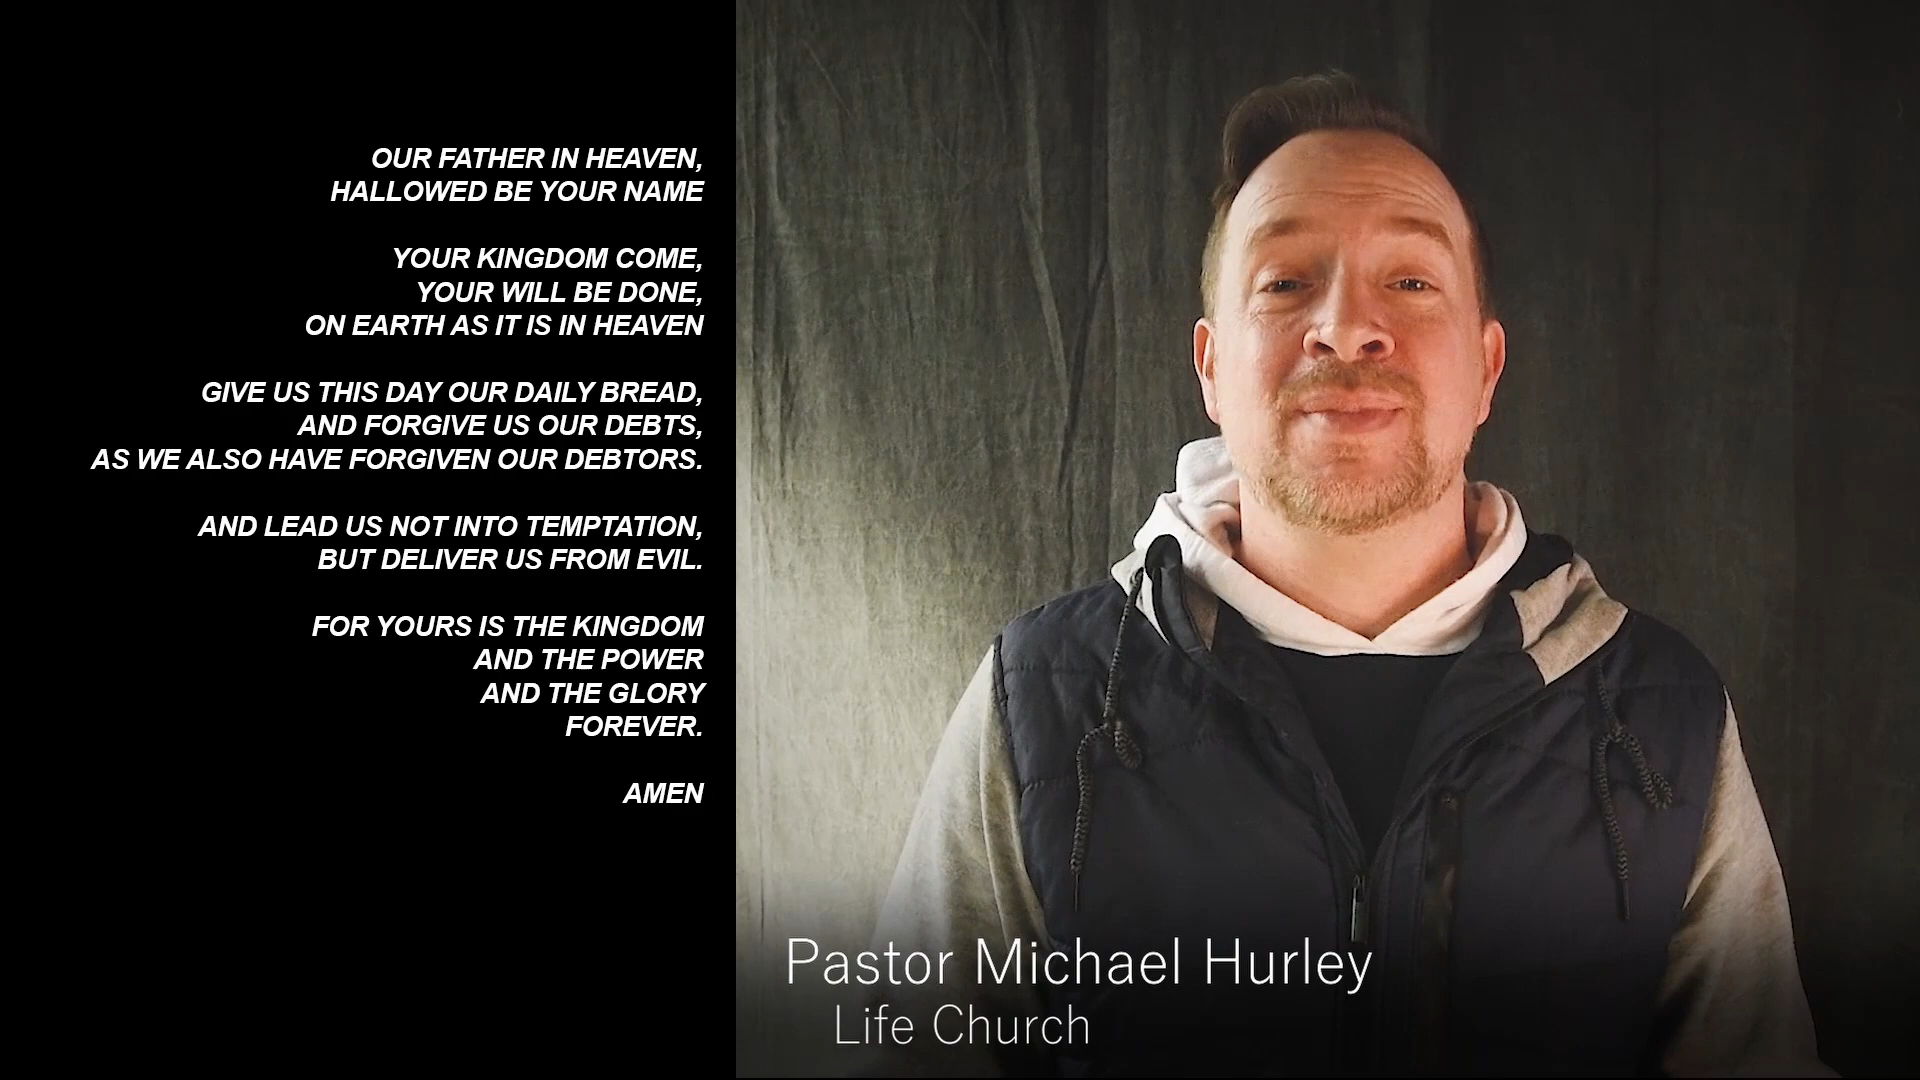 OUR FATHER IN HEAVEN,
HALLOWED BE YOUR NAME
YOUR KINGDOM COME,
YOUR WILL BE DONE,
ON EARTH AS IT IS IN HEAVEN
GIVE US THIS DAY OUR DAILY BREAD,
AND FORGIVE US OUR DEBTS,
AS WE ALSO HAVE FORGIVEN OUR DEBTORS.
AND LEAD US NOT INTO TEMPTATION,
BUT DELIVER US FROM EVIL.
FOR YOURS IS THE KINGDOM
AND THE POWER
AND THE GLORY
FOREVER.
AMEN
Pastor Michael Hurley
Life Church